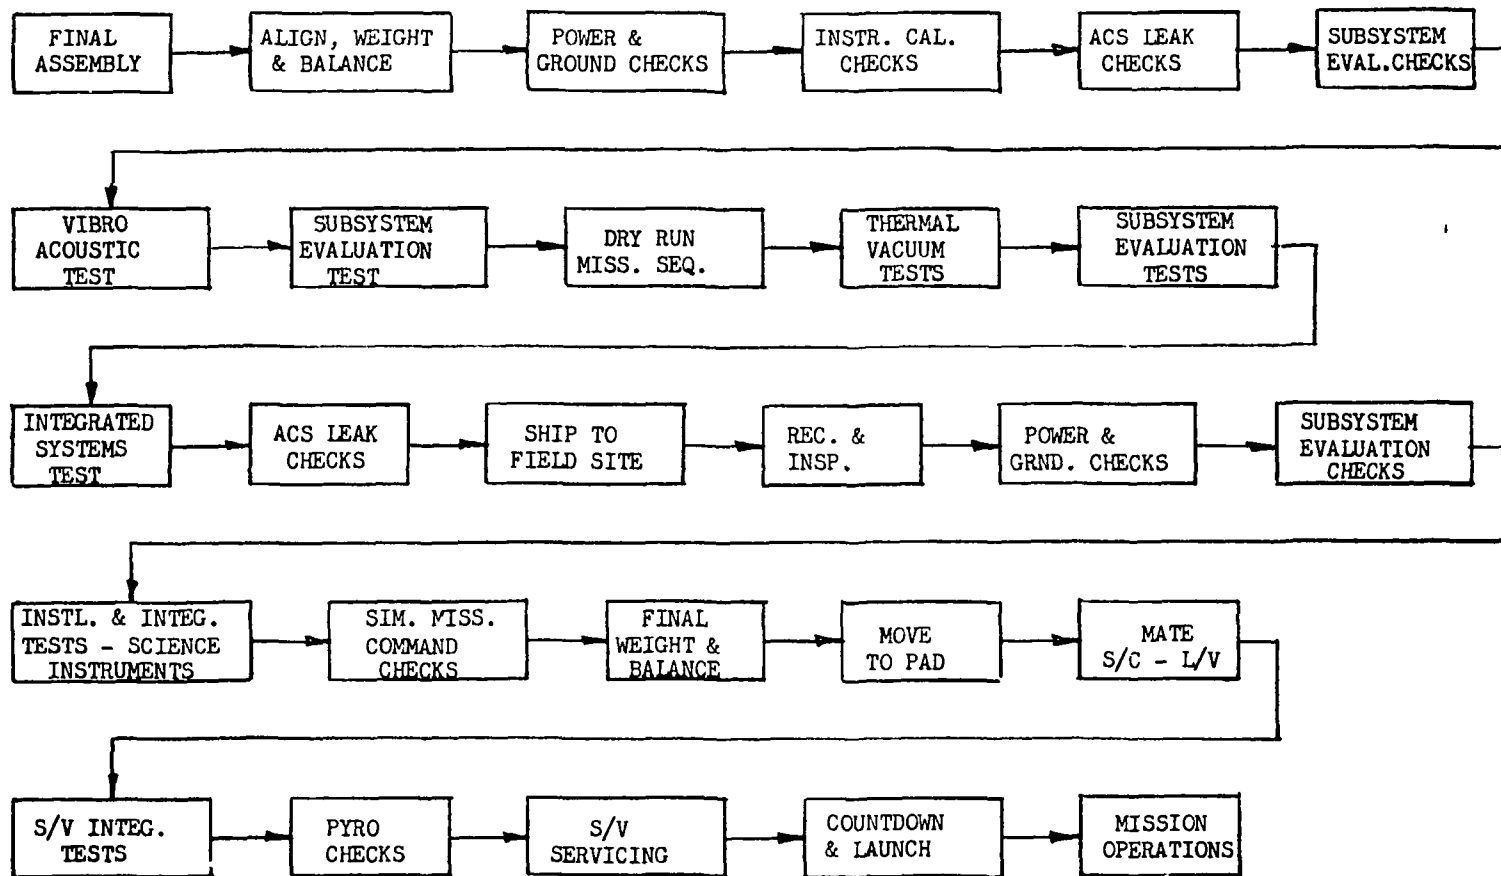 FINAL
ASSEMBLY
ALIGN, WEIGHT
& BALANCE
POWER &
GROUND CHECKS
INSTR. CAL.
CHECKS
ACS LEAK
CHECKS
SUBSYSTEM
EVAL.CHECKS
VIBRO
ACOUSTIC
TEST
SUBSYSTEM
EVALUATION
TEST
DRY RUN
MISS. SEQ.
THERMAL
VACUUM
TESTS
SUBSYSTEM
EVALUATION
TESTS
INTEGRATED
SYSTEMS
TEST
ACS LEAK
CHECKS
SHIP TO
FIELD SITE
REC. &
INSP.
POWER &
GRND. CHECKS
SUBSYSTEM
EVALUATION
CHECKS
INSTL. & INTEG.
TESTS - SCIENCE
INSTRUMENTS
SIM. MISS.
COMMAND
CHECKS
FINAL
WEIGHT &
BALANCE
MOVE
TO PAD
MATE
S/C - L/V
S/V INTEG.
TESTS
PYRO
CHECKS
S/V
SERVICING
COUNTDOWN
& LAUNCH
MISSION
OPERATIONS